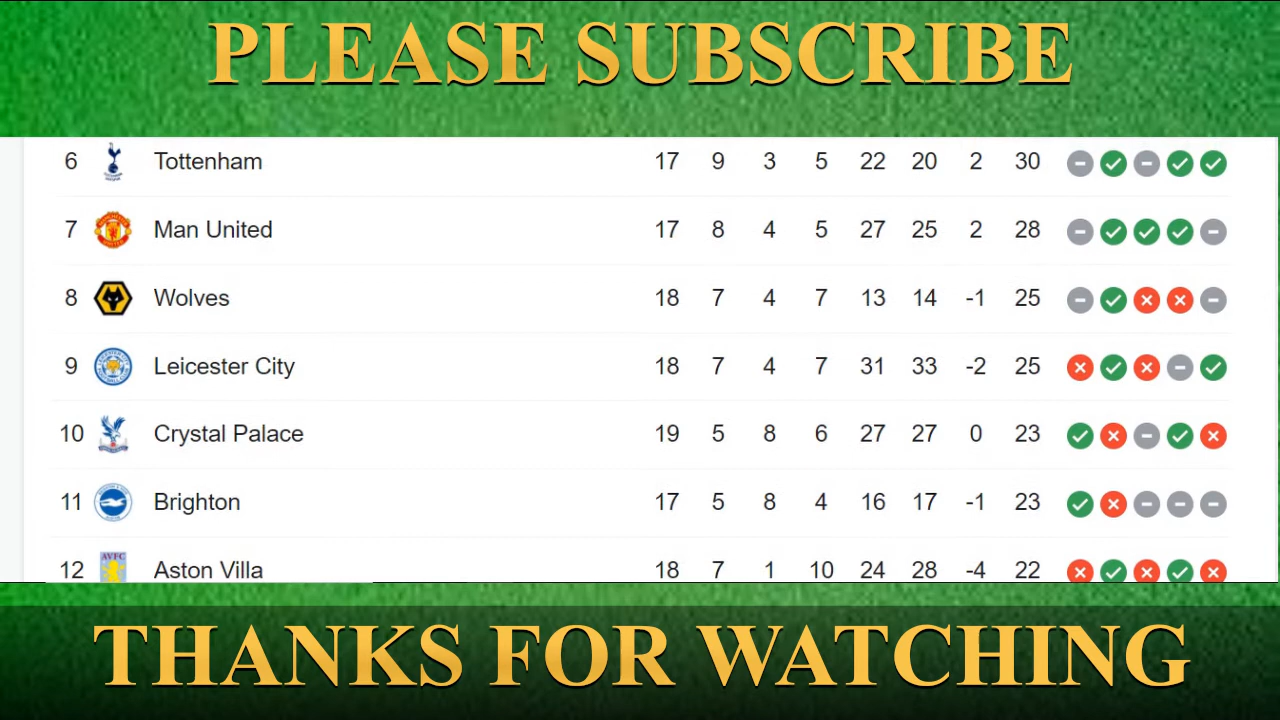 PLEASE SUBSCRIBE
6 Tottenham 17 9 3 5 22 20 2 30
7 Man United 17 8 4 5 27 25 2 28
8 Wolves 18 7 4 7 13 14 -1 25
9 Leicester City 18 7 4 7 31 33 -2 25
10 Crystal Palace 19 5 8 6 27 27 0 23
11 Brighton 17 5 8 4 16 17 -1 23
12 AVFC Aston Villa 18 7 1 10 24 28 -4 22
THANKS FOR WATCHING